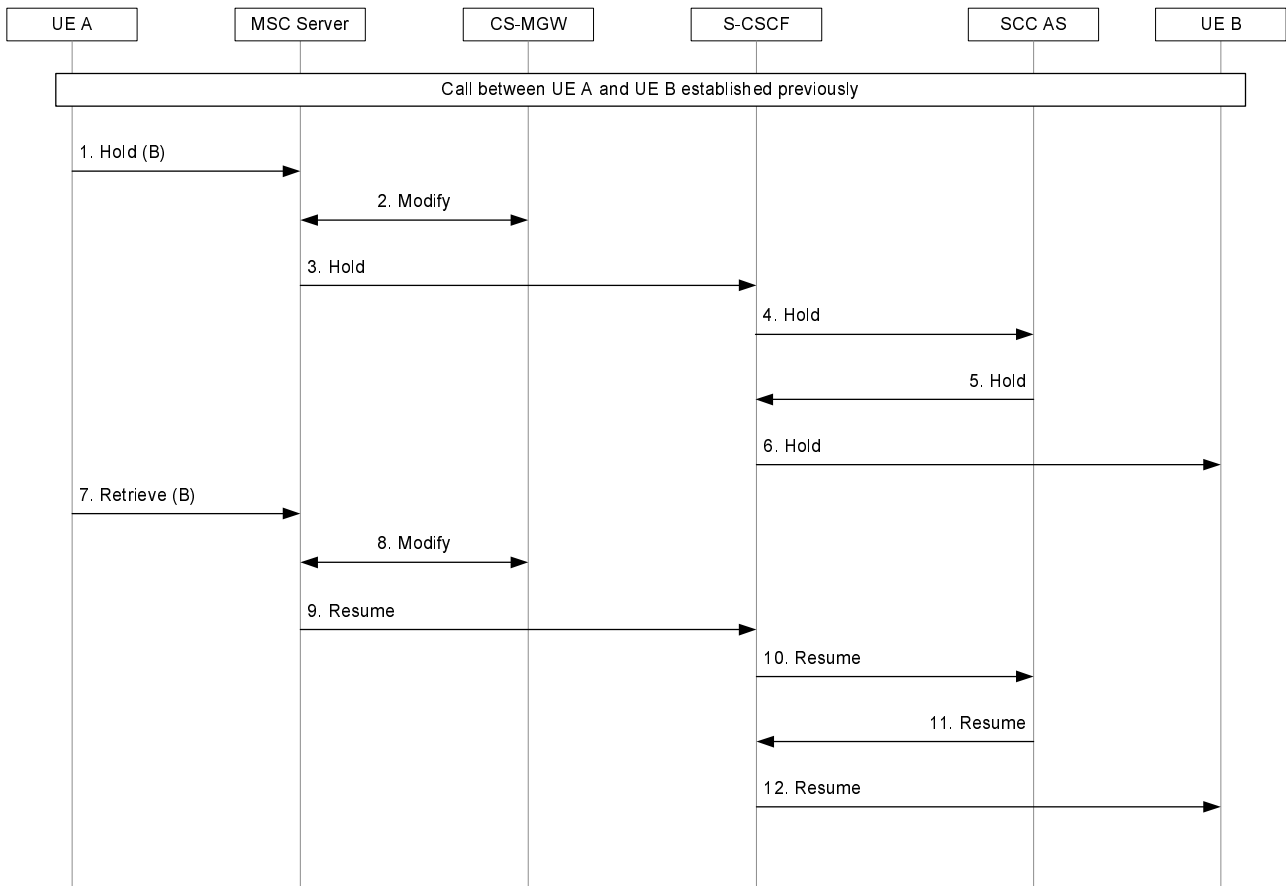 UE A
MSC Server
CS-MGW
S-CSCF
SCC AS
UE B
Call between UE A and UE B established previously
1. Hold (B)
2. Modify
3. Hold
4. Hold
5. Hold
6. Hold
7. Retrieve (B)
8. Modify
9. Resume
10. Resume
11. Resume
12. Resume